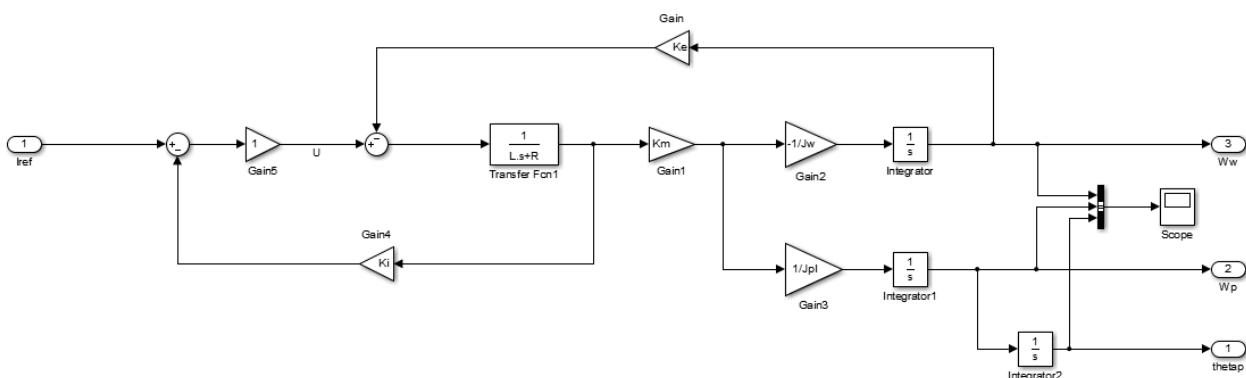 Gain
Ke
1
Iref
+
−
1
Gain5
U
−
+
1
L.s+R
Transfer Fcn1
Km
Gain1
-1/Jw
Gain2
1
s
Integrator
3
Ww
Scope
Gain4
Ki
1/Jpl
Gain3
1
s
Integrator1
2
Wp
1
s
Integrator2
1
thetap